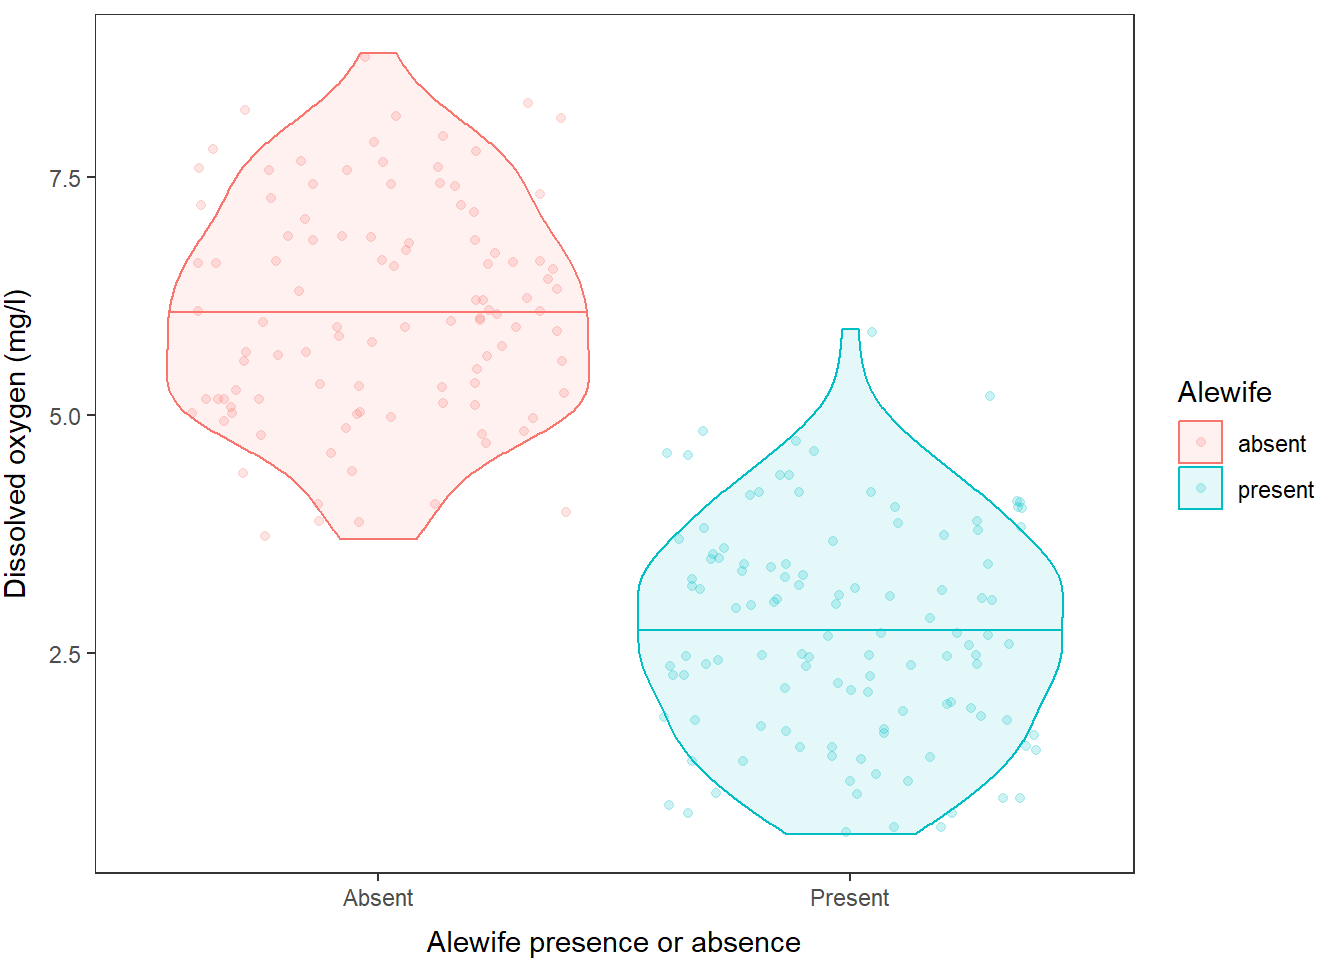 Dissolved oxygen (mg/l)
7.5
5.0
2.5
Absent
Present
Alewife presence or absence
Alewife
absent
present